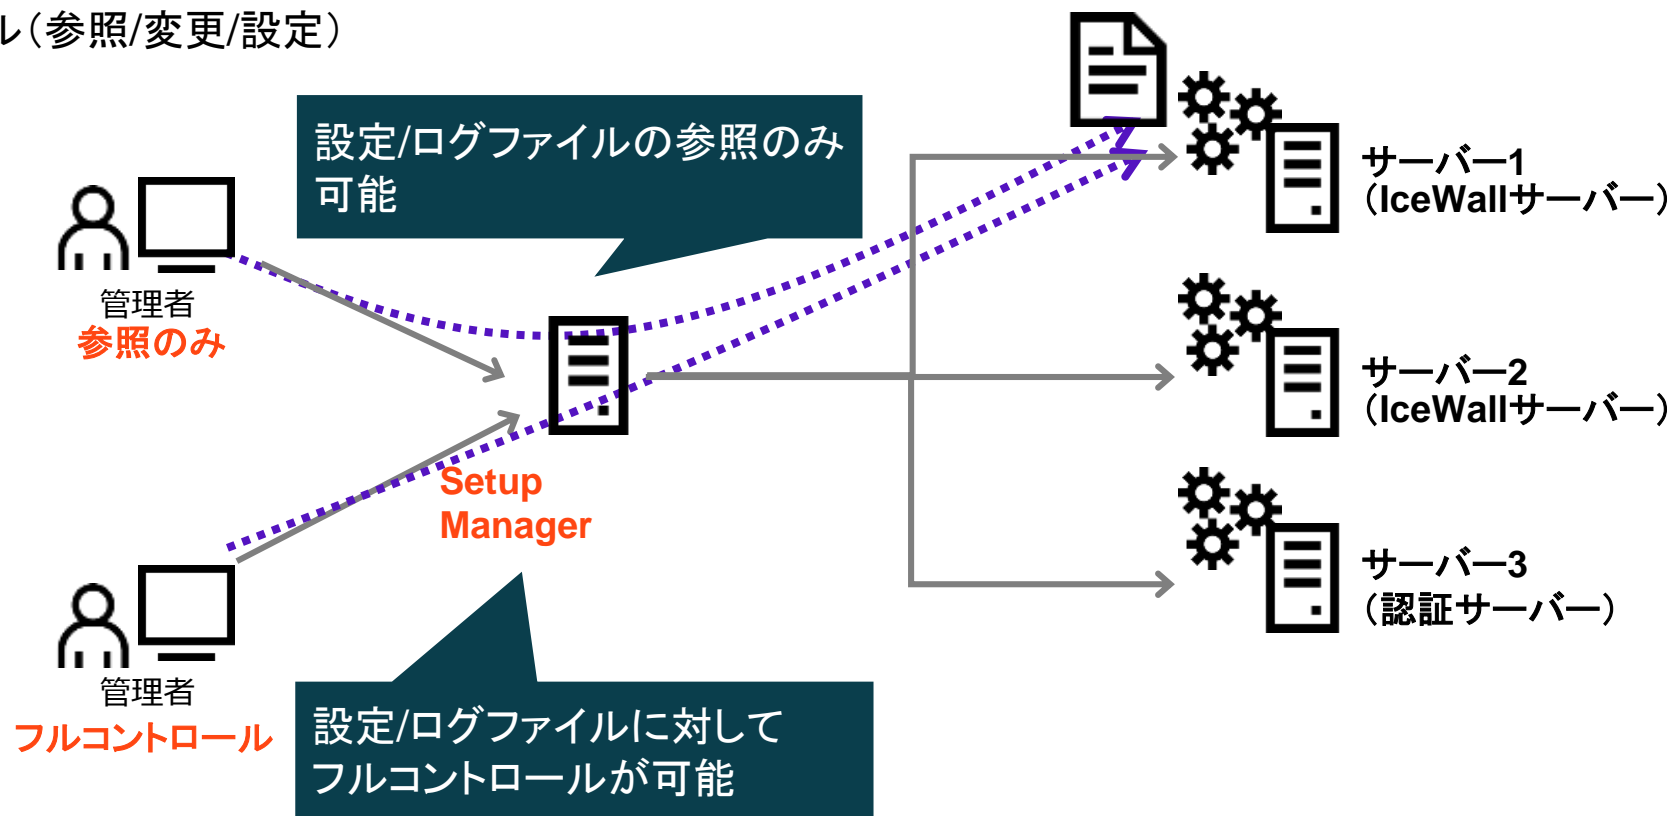 ル（参照/変更/設定）
設定/ログファイルの参照のみ
可能
管理者
参照のみ
Setup
Manager
管理者
フルコントロール
設定/ログファイルに対して
フルコントロールが可能
サーバー1
（IceWallサーバー）
サーバー2
（IceWallサーバー）
サーバー3
（認証サーバー）